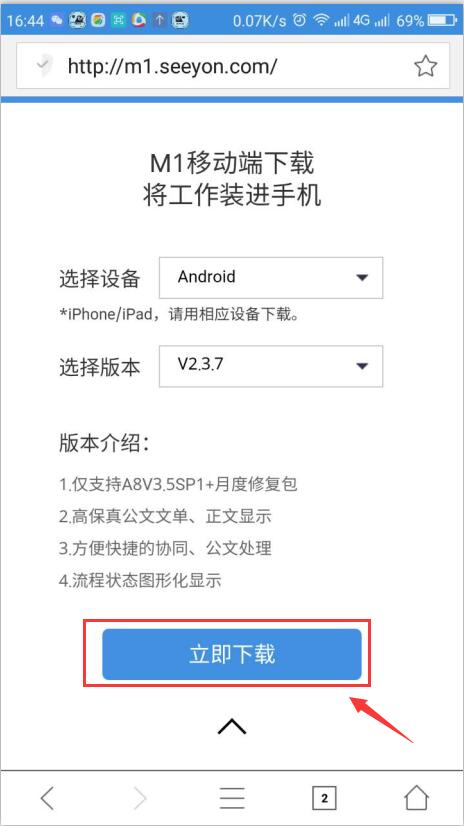 16:44 0.07K/s 4G 69%
http://m1.seeyon.com/
M1移动端下载
将工作装进手机
选择设备 Android
*iPhone/iPad，请用相应设备下载。
选择版本 V2.3.7
版本介绍：
1.仅支持A8V3.5SP1+月度修复包
2.高保真公文文单、正文显示
3.方便快捷的协同、公文处理
4.流程状态图形化显示
立即下载
2